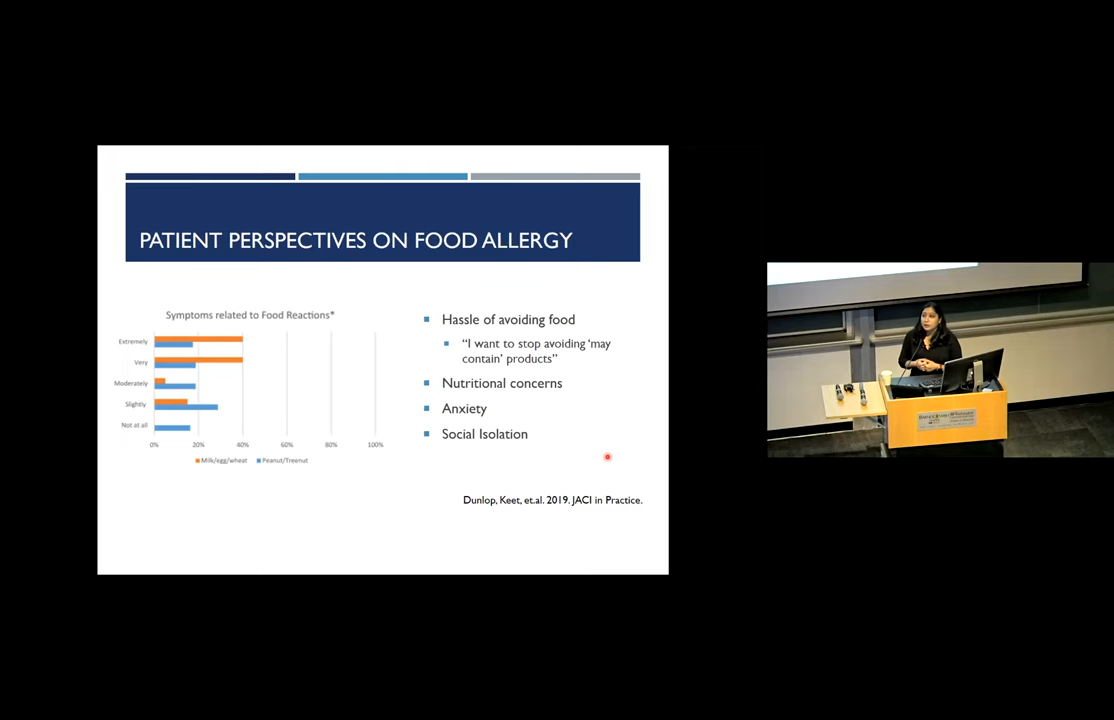 PATIENT PERSPECTIVES ON FOOD ALLERGY
Symptoms related to Food Reactions*
Extremely
Very
Moderately
Slightly
Not at all
0% 20% 40% 60% 80% 100%
Milk/egg/wheat Peanut/Treenut
Hassle of avoiding food
“I want to stop avoiding ‘may
contain’ products”
Nutritional concerns
Anxiety
Social Isolation
Dunlop, Keet, et.al. 2019. JACI in Practice.